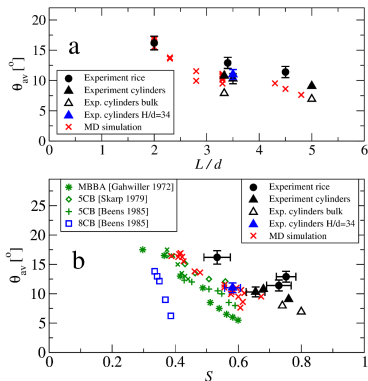 20
15
10
5
0
θav[°]
a
Experiment rice
Experiment cylinders
Exp. cylinders bulk
Exp. cylinders H/d=34
MD simulation
1 2 3 4 5 6
L/d
25
20
15
10
5
0
θav[°]
b
MBBA [Gahwiller 1972]
5CB [Skarp 1979]
5CB [Beens 1985]
8CB [Beens 1985]
Experiment rice
Experiment cylinders
Exp. cylinders bulk
Exp. cylinders H/d=34
MD simulation
0 0.2 0.4 0.6 0.8 1
S